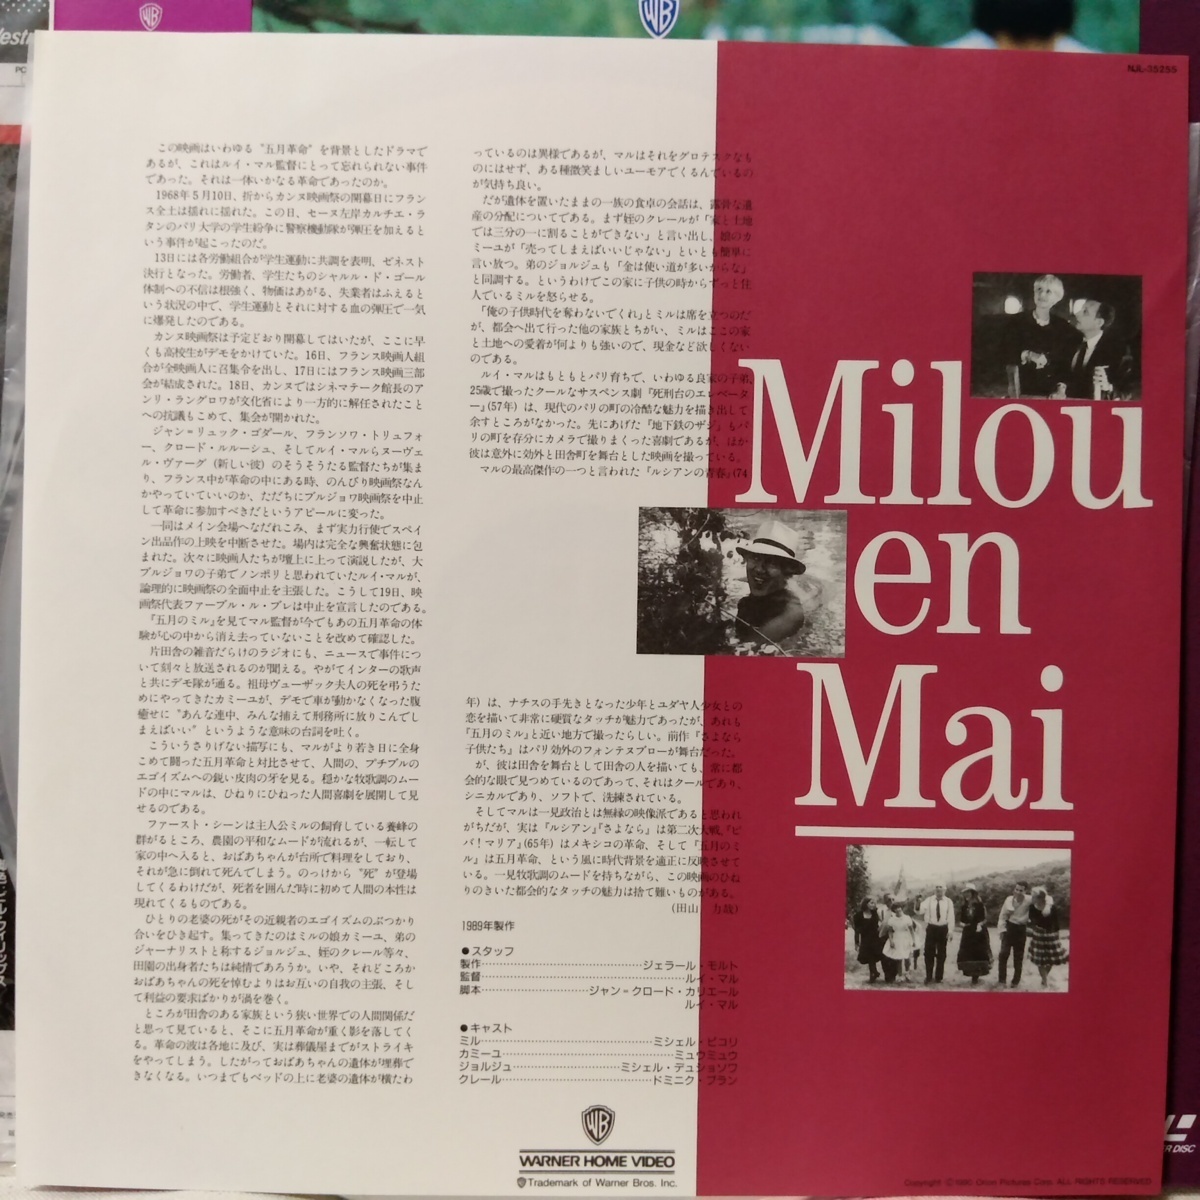 NJL-35255
この映画はいわゆる“五月革命”を背景としたドラマで
あるが、これはルイ・マル監督にとって忘れられない事件
であった。それは一体いかなる革命であったのか。
1968年5月10日、折からカンヌ映画祭の開幕日にフラン
ス全土は揺れに揺れた。この日、セーヌ左岸カルチエ・ラ
タンのパリ大学の学生紛争に警察機動隊が弾圧を加えると
いう事件が起こったのだ。
13日には各労働組合が学生運動に共調を表明、ゼネスト
決行となった。労働者、学生たちのシャルル・ド・ゴール
体制への不信は根強く、物価はあがる、失業者はふえると
いう状況の中で、学生運動とそれに対する血の弾圧で一気
に爆発したのである。
カンヌ映画祭は予定どおり開幕してはいたが、ここに早
くも高校生がデモをかけていた。16日、フランス映画人組
合が全映画人に召集令を出し、17日にはフランス映画三部
会が結成された。18日、カンヌではシネマテーク館長のア
ンリ・ラングロワが文化省により一方的に解任されたこと
への抗議もこめて、集会が開かれた。
ジャン＝リュック・ゴダール、フランソワ・トリュフォ
ー、クロード・ルルーシュ、そしてルイ・マルらヌーヴェ
ル・ヴァーグ（新しい波）のそうそうたる監督たちが集ま
り、フランス中が革命の中にある時、のんびり映画祭なん
かやっていていいのか、ただちにブルジョワ映画祭を中止
して革命に参加すべきだというアピールに変った。
一同はメイン会場へなだれこみ、まず実力行使でスペイ
ン出品作の上映を中断させた。場内は完全な興奮状態に包
まれた。次々に映画人たちが壇上に上って演説したが、大
ブルジョワの子弟でノンポリと思われていたルイ・マルが、
論理的に映画祭の全面中止を主張した。こうして19日、映
画祭代表ファーブル・ル・ブレは中止を宣言したのである。
『五月のミル』を見てマル監督が今でもあの五月革命の体
験が心の中から消え去っていないことを改めて確認した。
片田舎の雑音だらけのラジオにも、ニュースで事件につ
いて刻々と放送されるのが聞える。やがてインターの歌声
と共にデモ隊が通る。祖母ヴューザック夫人の死を弔うた
めにやってきたカミーユが、デモで車が動かなくなった腹
癒せに“あんな連中、みんな捕えて刑務所に放りこんでし
まえばいい”というような意味の台詞を吐く。
こういうさりげない描写にも、マルがより若き日に全身
こめて闘った五月革命と対比させて、人間の、プチブルの
エゴイズムへの鋭い皮肉の牙を見る。穏かな牧歌調のムー
ドの中にマルは、ひねりにひねった人間喜劇を展開して見
せるのである。
ファースト・シーンは主人公ミルの飼育している養蜂の
群がるところ、農園の平和なムードが流れるが、一転して
家の中へ入ると、おばあちゃんが台所で料理をしており、
それが急に倒れて死んでしまう。のっけから“死”が登場
してくるわけだが、死者を囲んだ時に初めて人間の本性は
現れてくるものである。
ひとりの老婆の死がその近親者のエゴイズムのぶつかり
合いをひき起す。集ってきたのはミルの娘カミーユ、弟の
ジャーナリストと称するジョルジュ、姪のクレール等々、
田園の出身者たちは純情であろうか。いや、それどころか
おばあちゃんの死を悼むよりはお互いの自我の主張、そし
て利益の要求ばかりが渦を巻く。
ところが田舎のある家族という狭い世界での人間関係だ
と思って見ていると、そこに五月革命が重く影を落してく
る。革命の波は各地に及び、実は葬儀屋までがストライキ
をやってしまう。したがっておばあちゃんの遺体が埋葬で
きなくなる。いつまでもベッドの上に老婆の遺体が横たわ
っているのは異様であるが、マルはそれをグロテスクなも
のにはせず、ある種微笑ましいユーモアでくるんでいるの
が気持ち良い。
だが遺体を置いたままの一族の食卓の会話は、露骨な遺
産の分配についてである。まず姪のクレールが「家と土地
では三分の一に割ることができない」と言い出し、娘のカ
ミーユが「売ってしまえばいいじゃない」といとも簡単に
言い放つ。弟のジョルジュも「金は使い道が多いからな」
と同調する。というわけでこの家に子供の時からずっと住
んでいるミルを怒らせる。
「俺の子供時代を奪わないでくれ」とミルは席を立つのだ
が、都会へ出て行った他の家族とちがい、ミルはここの家
と土地への愛着が何よりも強いので、現金など欲しくない
のである。
ルイ・マルはもともとパリ育ちで、いわゆる良家の子弟、
25歳で撮ったクールなサスペンス劇『死刑台のエレベータ
ー』(57年)は、現代のパリの町の冷酷な魅力を描き出して
余すところがなかった。先にあげた『地下鉄のザジ』もパ
リの町を存分にカメラで撮りまくった喜劇であるが、ほか
彼は意外に効外と田舎町を舞台とした映画を撮っている。
マルの最高傑作の一つと言われた『ルシアンの青春』(74
年)は、ナチスの手先きとなった少年とユダヤ人少女との
恋を描いて非常に硬質なタッチが魅力であったが、あれも
『五月のミル』と近い地方で撮ったらしい。前作『さよなら
子供たち』はパリ効外のフォンテスブローが舞台だった。
が、彼は田舎を舞台として田舎の人を描いても、常に都
会的な眼で見つめているのであって、それはクールであり、
シニカルであり、ソフトで、洗練されている。
そしてマルは一見政治とは無縁の映像派であると思われ
がちだが、実は『ルシアン』『さよなら』は第二次大戦、『ビ
バ！マリア』(65年)はメキシコの革命、そして『五月のミ
ル』は五月革命、という風に時代背景を適正に反映させて
いる。一見牧歌調のムードを持ちながら、この映画のひね
りのきいた都会的なタッチの魅力は捨て難いものがある。
(田山 力哉)
1989年製作
●スタッフ
製作……ジェラール・モルト
監督……ルイ・マル
脚本……ジャン＝クロード・カリエール
ルイ・マル
●キャスト
ミル……ミシェル・ピコリ
カミーユ……ミュウミュウ
ジョルジュ……ミシェル・デュショソワ
クレール……ドミニク・ブラン
WB
WARNER HOME VIDEO
Trademark of Warner Bros. Inc.
Milou
en
Mai